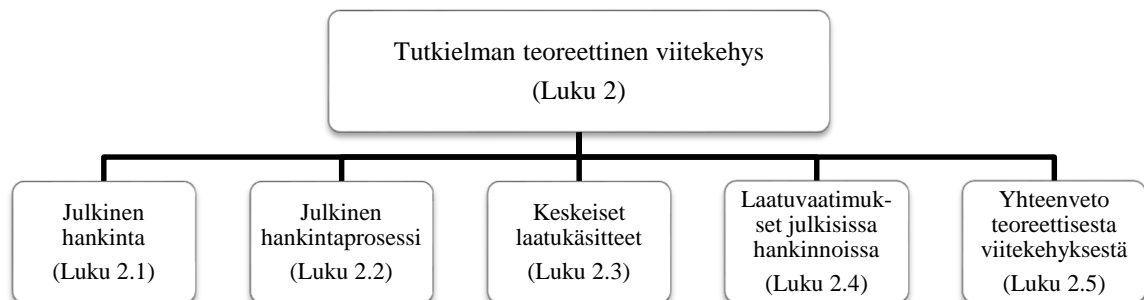 Tutkielman teoreettinen viitekehys
(Luku 2)
Julkinen
hankinta
(Luku 2.1)
Julkinen
hankintaprosessi
(Luku 2.2)
Keskeiset
laatukäsitteet
(Luku 2.3)
Laatuvaatimuk-
set julkisissa
hankinnoissa
(Luku 2.4)
Yhteenveto
teoreettisesta
viitekehyksestä
(Luku 2.5)